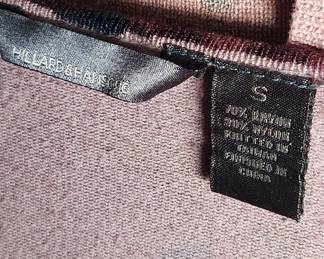 HILLARD & HANSON
S
70% RAYON
30% NYLON
KNITTED IN
TAIWAN
FINISHED IN
CHINA